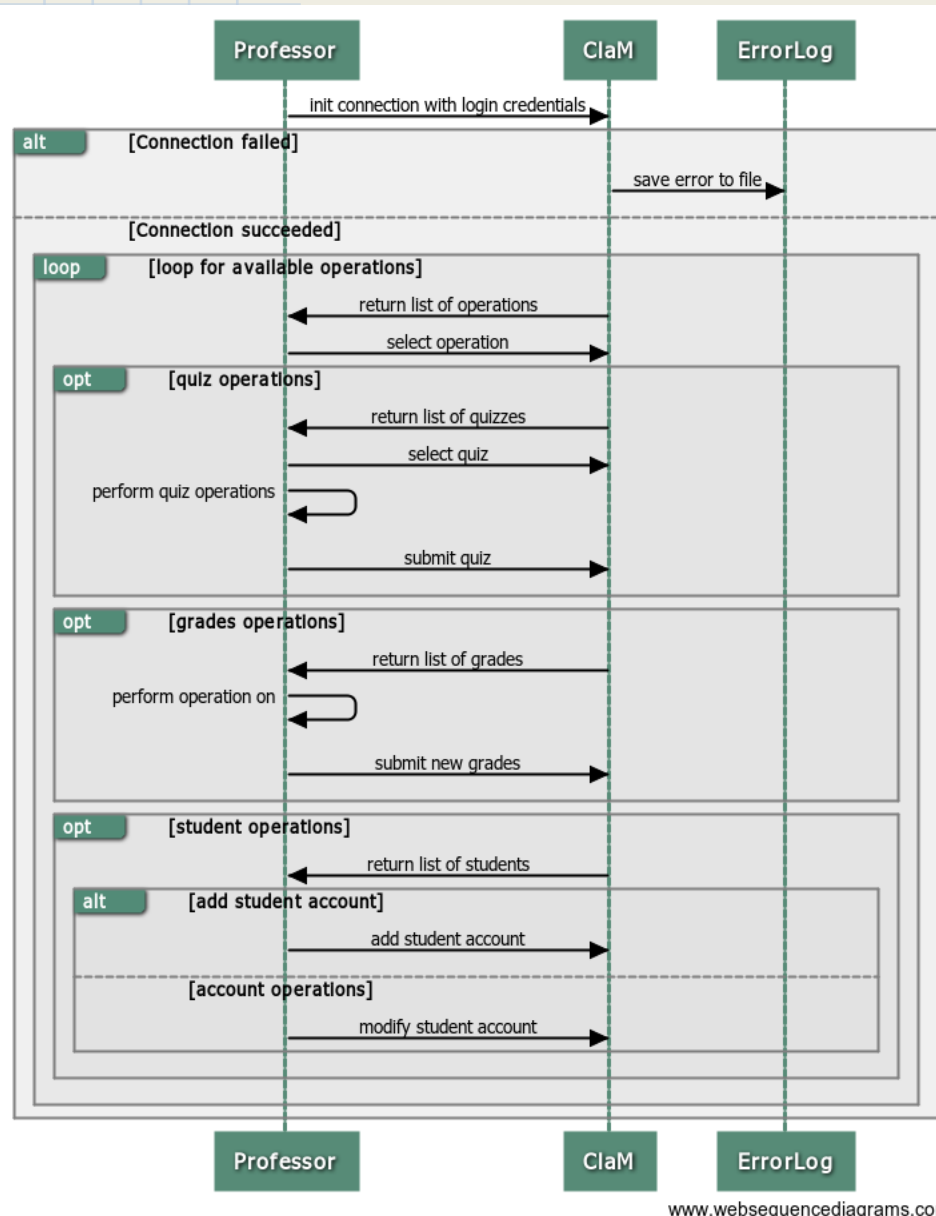 Professor
ClaM
ErrorLog
init connection with login credentials
alt
[Connection failed]
save error to file
[Connection succeeded]
loop
[loop for available operations]
return list of operations
select operation
opt
[quiz operations]
return list of quizzes
select quiz
perform quiz operations
submit quiz
opt
[grades operations]
return list of grades
perform operation on
submit new grades
opt
[student operations]
return list of students
alt
[add student account]
add student account
[account operations]
modify student account
Professor
ClaM
ErrorLog
www.websequencediagrams.co